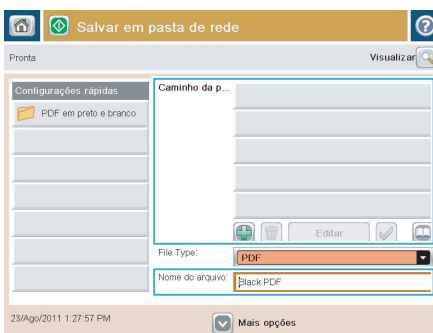 Salvar em pasta de rede
Pronta
Visualizar
Configurações rápidas
PDF em preto e branco
Caminho da p...
Editar
File Type:
PDF
Nome do arquivo:
Black PDF
23/Ago/2011 1:27:57 PM
Mais opções